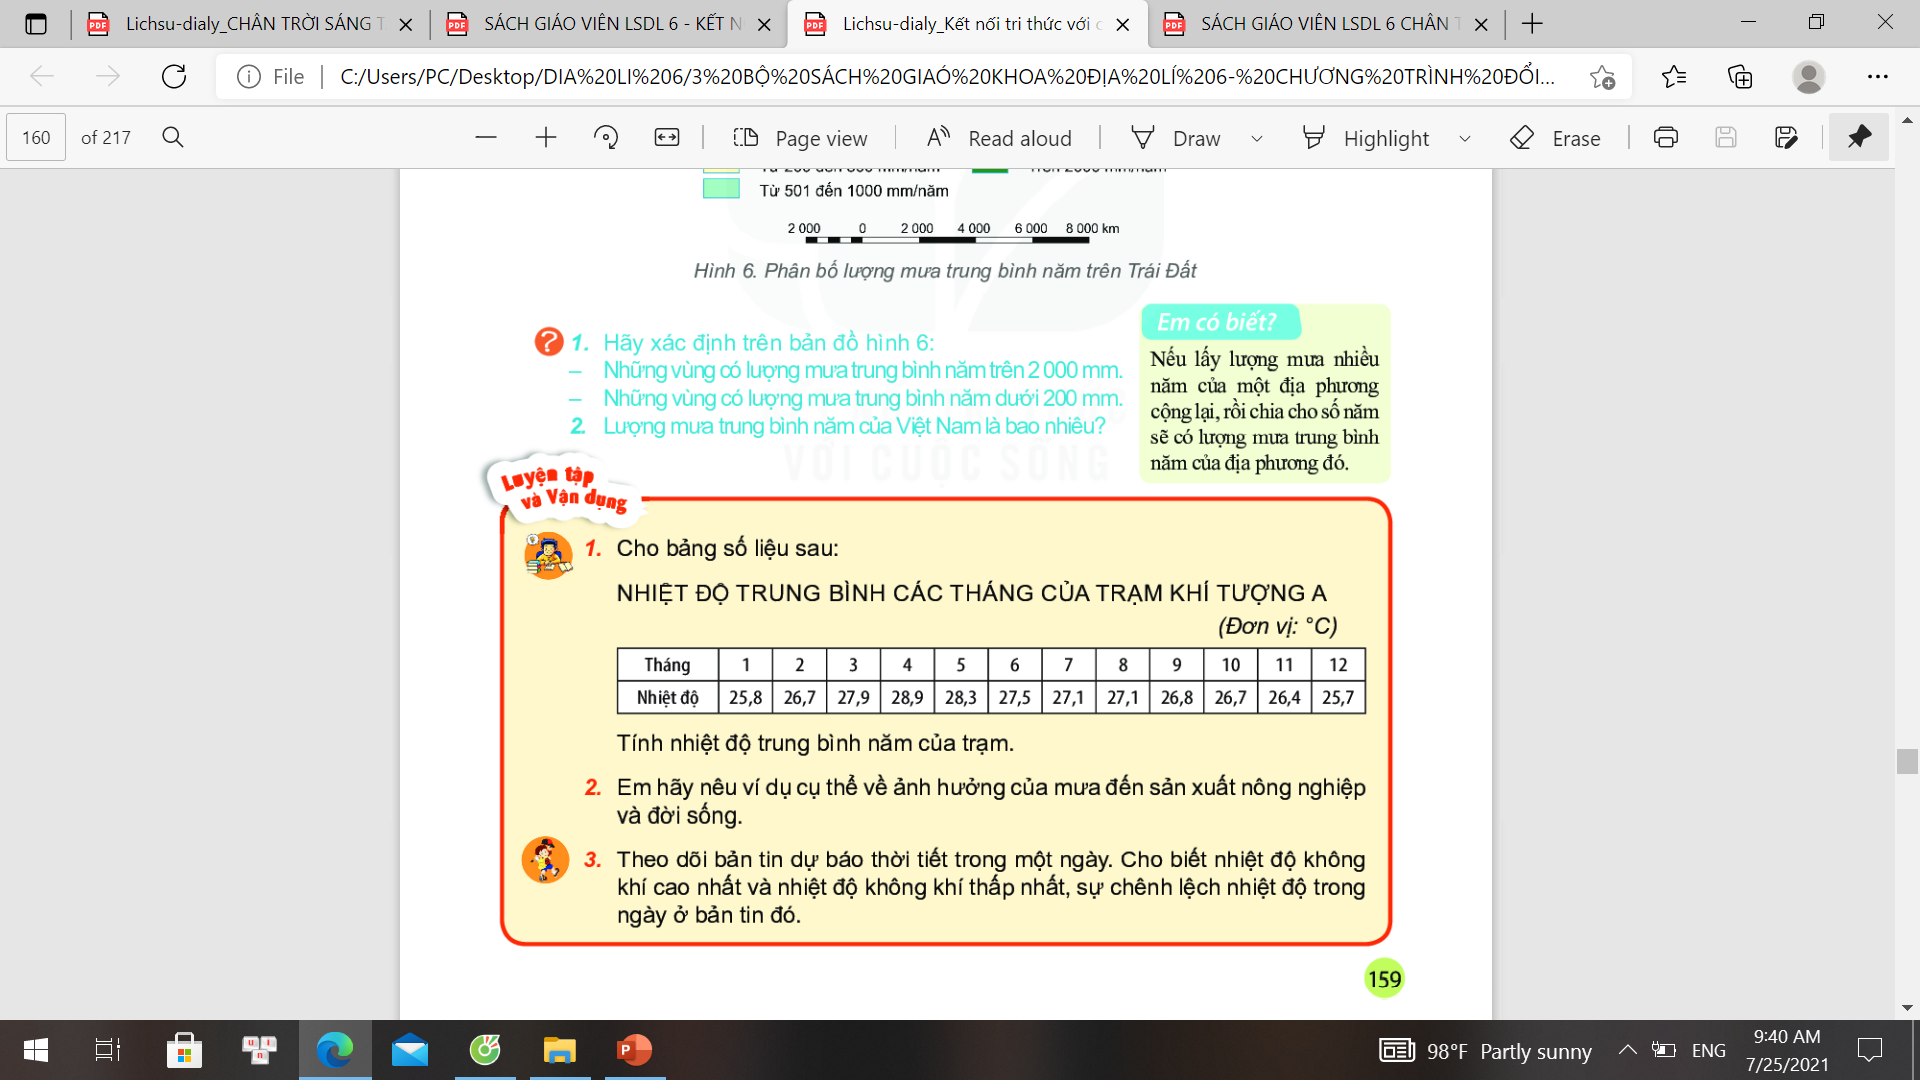 Lichsu-dialy_CHÂN TRỜI SÁNG T
SÁCH GIÁO VIÊN LSDL 6 - KẾT N
Lichsu-dialy_Kết nối tri thức với c
SÁCH GIÁO VIÊN LSDL 6 CHÂN T
File
C:/Users/PC/Desktop/DIA%20LI%206/3%20BỘ%20SÁCH%20GIAÓ%20KHOA%20ĐỊA%20LÍ%206-%20CHƯƠNG%20TRÌNH%20ĐỔI...
160 of 217
Page view
Read aloud
Draw
Highlight
Erase
Từ 200 đến 500 mm/năm
Trên 2000 mm/năm
Từ 501 đến 1000 mm/năm
2 000 0 2 000 4 000 6 000 8 000 km
Hình 6. Phân bố lượng mưa trung bình năm trên Trái Đất
? 1. Hãy xác định trên bản đồ hình 6:
– Những vùng có lượng mưa trung bình năm trên 2 000 mm.
– Những vùng có lượng mưa trung bình năm dưới 200 mm.
2. Lượng mưa trung bình năm của Việt Nam là bao nhiêu?
VỚI CUỘC SỐNG
Em có biết?
Nếu lấy lượng mưa nhiều
năm của một địa phương
cộng lại, rồi chia cho số năm
sẽ có lượng mưa trung bình
năm của địa phương đó.
Luyện tập
và Vận dụng
1. Cho bảng số liệu sau:
NHIỆT ĐỘ TRUNG BÌNH CÁC THÁNG CỦA TRẠM KHÍ TƯỢNG A
(Đơn vị: °C)
Tháng 1 2 3 4 5 6 7 8 9 10 11 12
Nhiệt độ 25,8 26,7 27,9 28,9 28,3 27,5 27,1 27,1 26,8 26,7 26,4 25,7
Tính nhiệt độ trung bình năm của trạm.
2. Em hãy nêu ví dụ cụ thể về ảnh hưởng của mưa đến sản xuất nông nghiệp
và đời sống.
3. Theo dõi bản tin dự báo thời tiết trong một ngày. Cho biết nhiệt độ không
khí cao nhất và nhiệt độ không khí thấp nhất, sự chênh lệch nhiệt độ trong
ngày ở bản tin đó.
159
98°F Partly sunny
ENG
9:40 AM
7/25/2021